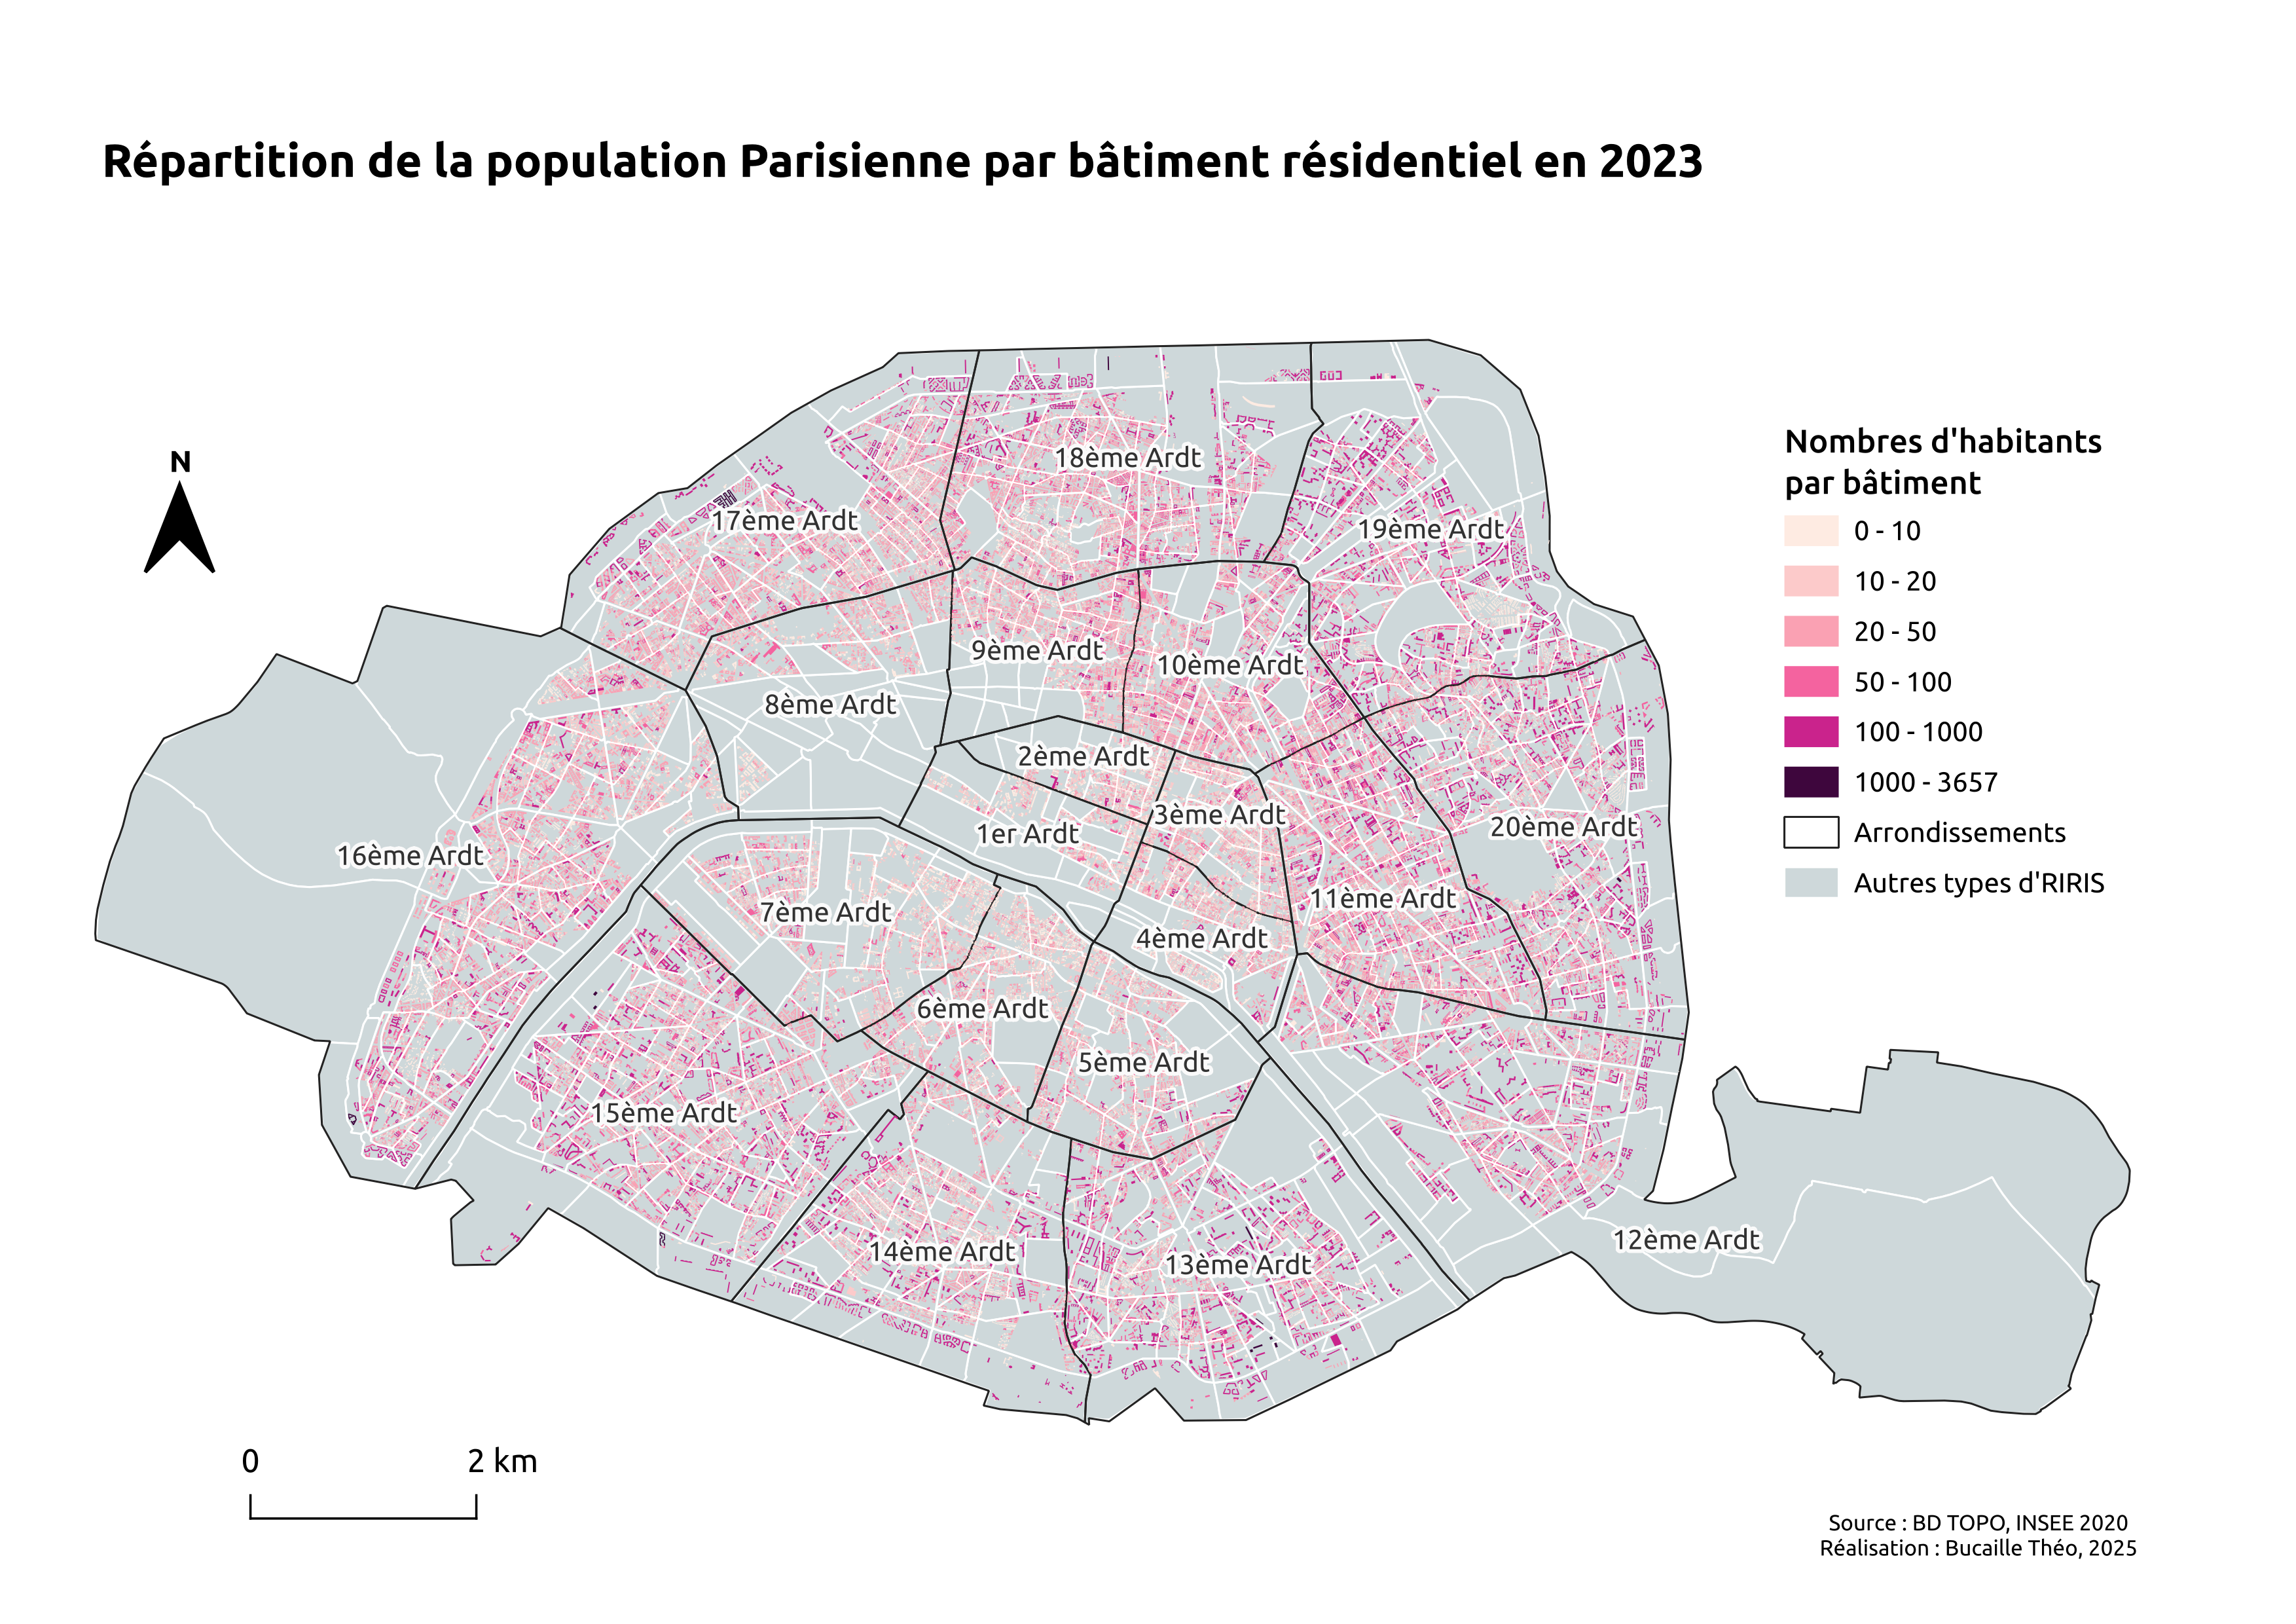 Répartition de la population Parisienne par bâtiment résidentiel en 2023
N
18ème Ardt
17ème Ardt
19ème Ardt
9ème Ardt
10ème Ardt
8ème Ardt
2ème Ardt
3ème Ardt
1er Ardt
20ème Ardt
16ème Ardt
7ème Ardt
11ème Ardt
4ème Ardt
6ème Ardt
5ème Ardt
15ème Ardt
14ème Ardt
13ème Ardt
12ème Ardt
Nombres d'habitants
par bâtiment
0 - 10
10 - 20
20 - 50
50 - 100
100 - 1000
1000 - 3657
Arrondissements
Autres types d'RIRIS
0 2 km
Source : BD TOPO, INSEE 2020
Réalisation : Bucaille Théo, 2025